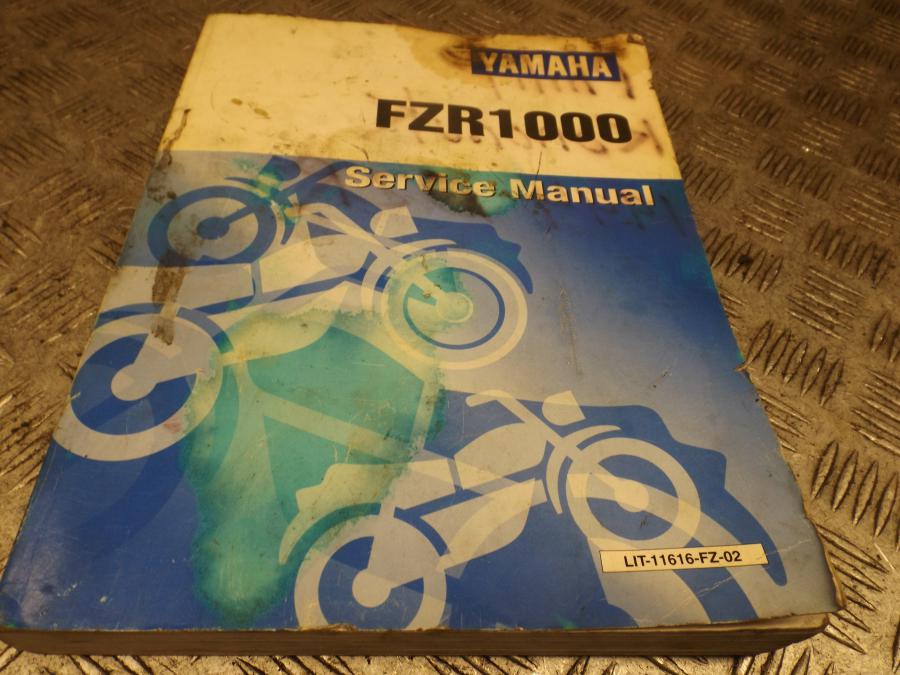 YAMAHA
FZR1000
Service Manual
LIT-11616-FZ-02